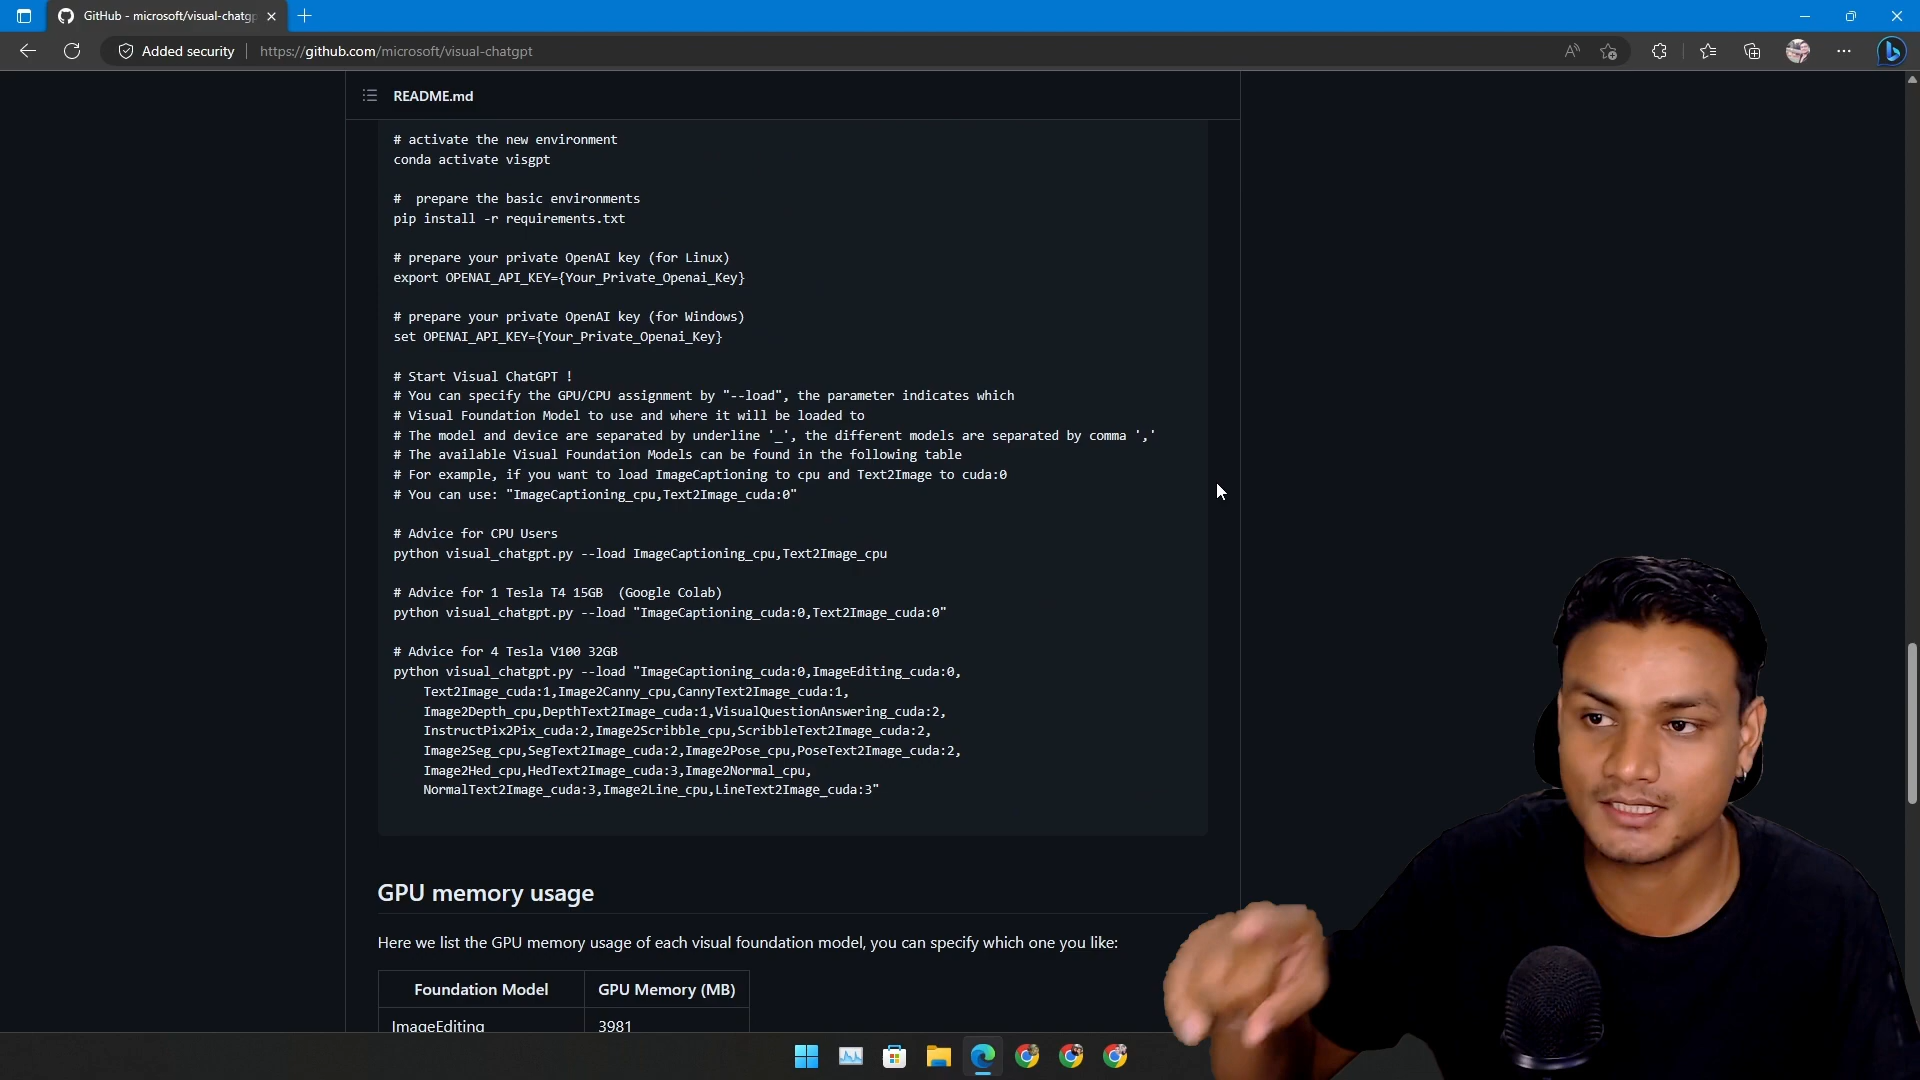 GitHub - microsoft/visual-chatgp
Added security
https://github.com/microsoft/visual-chatgpt
README.md
# activate the new environment
conda activate visgpt
#  prepare the basic environments
pip install -r requirements.txt
# prepare your private OpenAI key (for Linux)
export OPENAI_API_KEY={Your_Private_Openai_Key}
# prepare your private OpenAI key (for Windows)
set OPENAI_API_KEY={Your_Private_Openai_Key}
# Start Visual ChatGPT !
# You can specify the GPU/CPU assignment by "--load", the parameter indicates which
# Visual Foundation Model to use and where it will be loaded to
# The model and device are separated by underline '_', the different models are separated by comma ','
# The available Visual Foundation Models can be found in the following table
# For example, if you want to load ImageCaptioning to cpu and Text2Image to cuda:0
# You can use: "ImageCaptioning_cpu,Text2Image_cuda:0"
# Advice for CPU Users
python visual_chatgpt.py --load ImageCaptioning_cpu,Text2Image_cpu
# Advice for 1 Tesla T4 15GB  (Google Colab)
python visual_chatgpt.py --load "ImageCaptioning_cuda:0,Text2Image_cuda:0"
# Advice for 4 Tesla V100 32GB
python visual_chatgpt.py --load "ImageCaptioning_cuda:0,ImageEditing_cuda:0,
Text2Image_cuda:1,Image2Canny_cpu,CannyText2Image_cuda:1,
Image2Depth_cpu,DepthText2Image_cuda:1,VisualQuestionAnswering_cuda:2,
InstructPix2Pix_cuda:2,Image2Scribble_cpu,ScribbleText2Image_cuda:2,
Image2Seg_cpu,SegText2Image_cuda:2,Image2Pose_cpu,PoseText2Image_cuda:2,
Image2Hed_cpu,HedText2Image_cuda:3,Image2Normal_cpu,
NormalText2Image_cuda:3,Image2Line_cpu,LineText2Image_cuda:3"
GPU memory usage
Here we list the GPU memory usage of each visual foundation model, you can specify which one you like:
Foundation Model GPU Memory (MB)
ImageEditing 3981